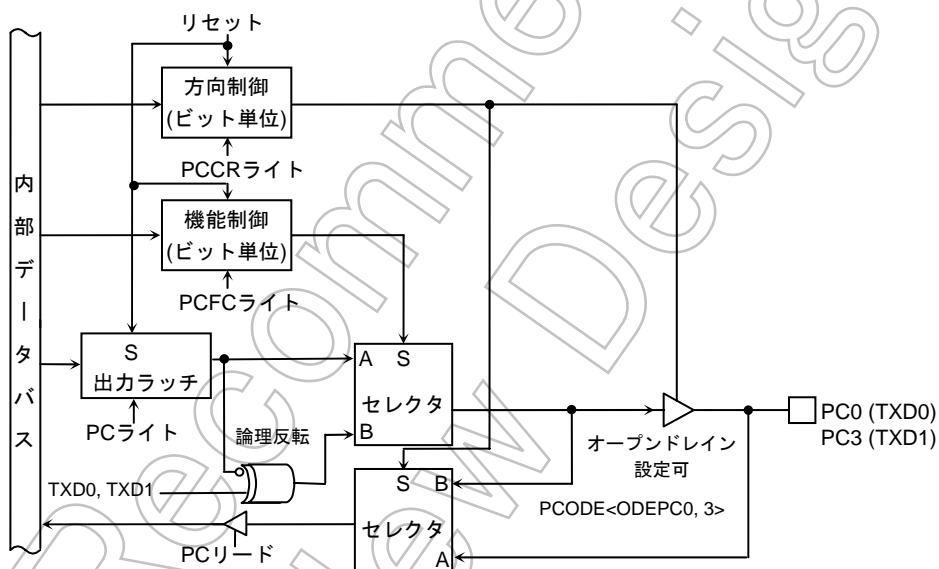 リセット
方向制御
(ビット単位)
PCCRライト
内部データバス
機能制御
(ビット単位)
PCFCライト
S
出力ラッチ
PCライト
A S
セレクタ
B
論理反転
TXD0, TXD1
オープンドレイン
設定可
PC0 (TXD0)
PC3 (TXD1)
PCODE<ODEPC0, 3>
S B
セレクタ
A
PCリード
Recomme
New Desig